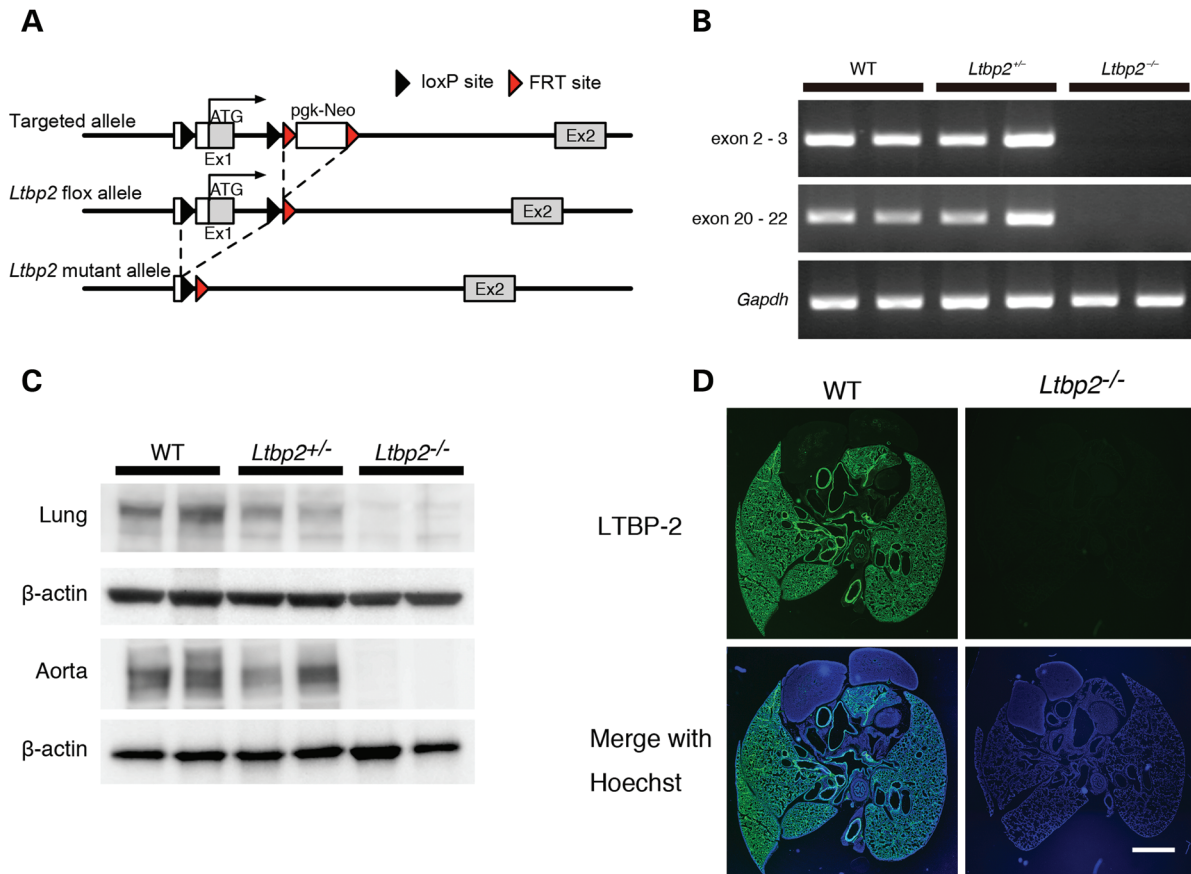 A
loxP site
FRT site
Targeted allele
ATG
pgk-Neo
Ex1
Ex2
Ltbp2 flox allele
ATG
Ex1
Ex2
Ltbp2 mutant allele
Ex2
B
WT
Ltbp2+/−
Ltbp2−/−
exon 2 - 3
exon 20 - 22
Gapdh
C
WT
Ltbp2+/-
Ltbp2-/-
Lung
β-actin
Aorta
β-actin
D
WT
Ltbp2-/-
LTBP-2
Merge with
Hoechst